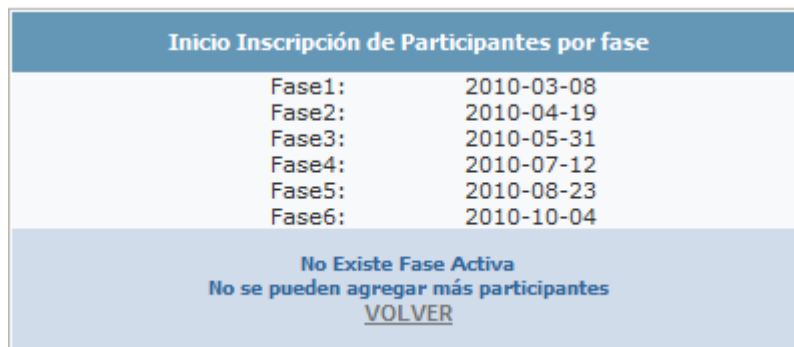 Inicio Inscripción de Participantes por fase
Fase1: 2010-03-08
Fase2: 2010-04-19
Fase3: 2010-05-31
Fase4: 2010-07-12
Fase5: 2010-08-23
Fase6: 2010-10-04
No Existe Fase Activa
No se pueden agregar más participantes
VOLVER